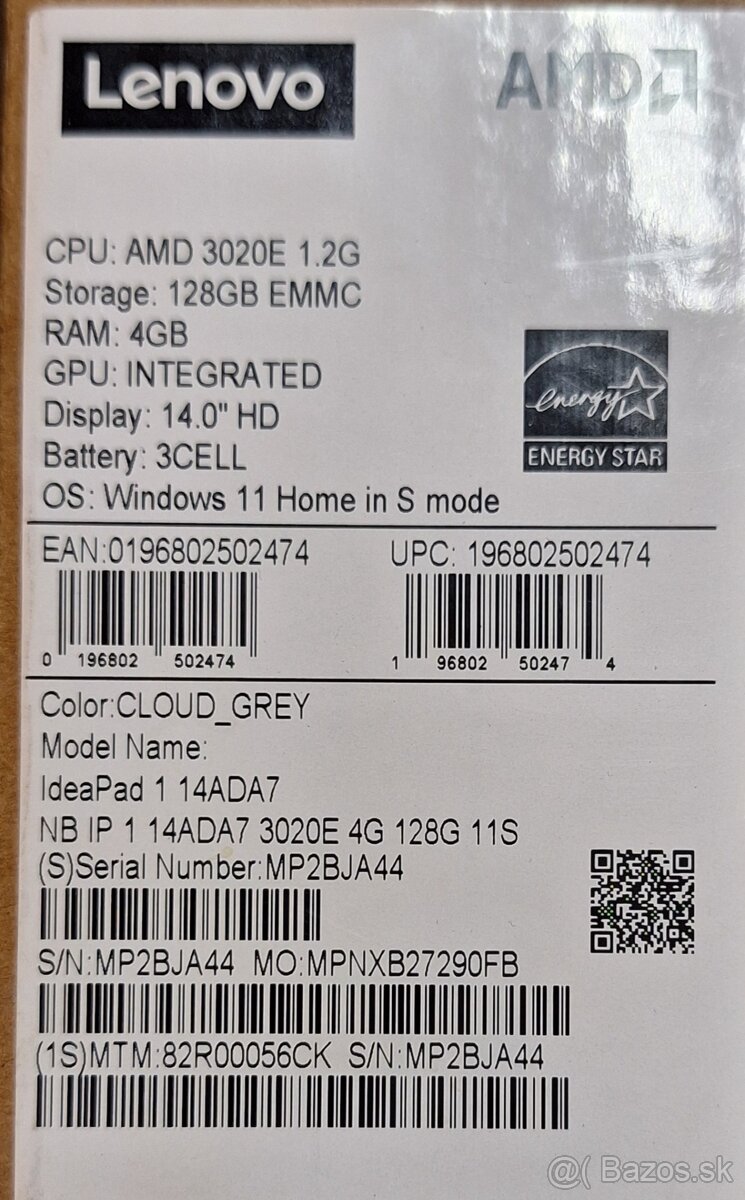 Lenovo
AMD
CPU: AMD 3020E 1.2G
Storage: 128GB EMMC
RAM: 4GB
GPU: INTEGRATED
Display: 14.0" HD
Battery: 3CELL
OS: Windows 11 Home in S mode
energy
ENERGY STAR
EAN:0196802502474
UPC: 196802502474
0 196802 502474
1 96802 50247 4
Color:CLOUD_GREY
Model Name:
IdeaPad 1 14ADA7
NB IP 1 14ADA7 3020E 4G 128G 11S
(S)Serial Number:MP2BJA44
S/N:MP2BJA44 MO:MPNXB27290FB
(1S)MTM:82R00056CK S/N:MP2BJA44
@( Bazos.sk